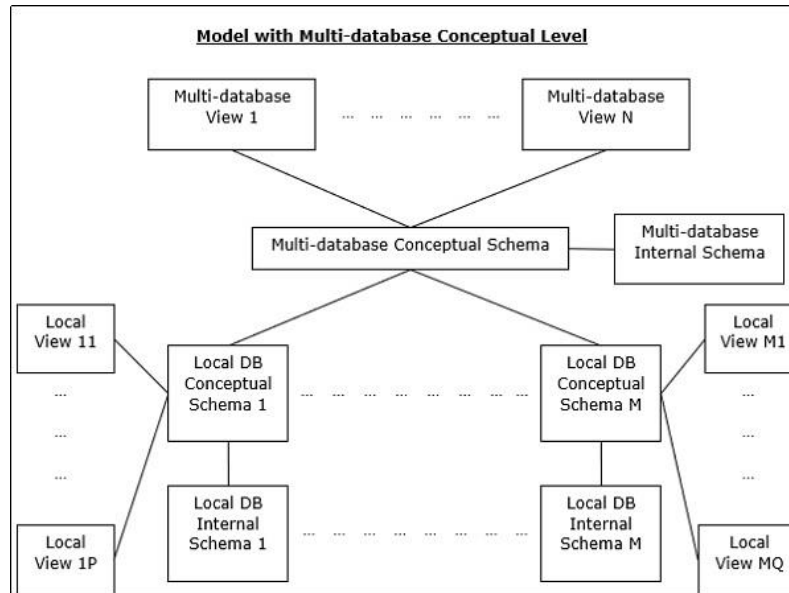 Model with Multi-database Conceptual Level
Multi-database
View 1
... ... ... ... ... ...
Multi-database
View N
Multi-database Conceptual Schema
Multi-database
Internal Schema
Local
View 11
...
...
...
Local
View 1P
Local DB
Conceptual
Schema 1
... ... ... ... ... ... ...
Local DB
Conceptual
Schema M
Local DB
Internal
Schema 1
... ... ... ... ... ... ...
Local DB
Internal
Schema M
Local
View M1
...
...
...
Local
View MQ